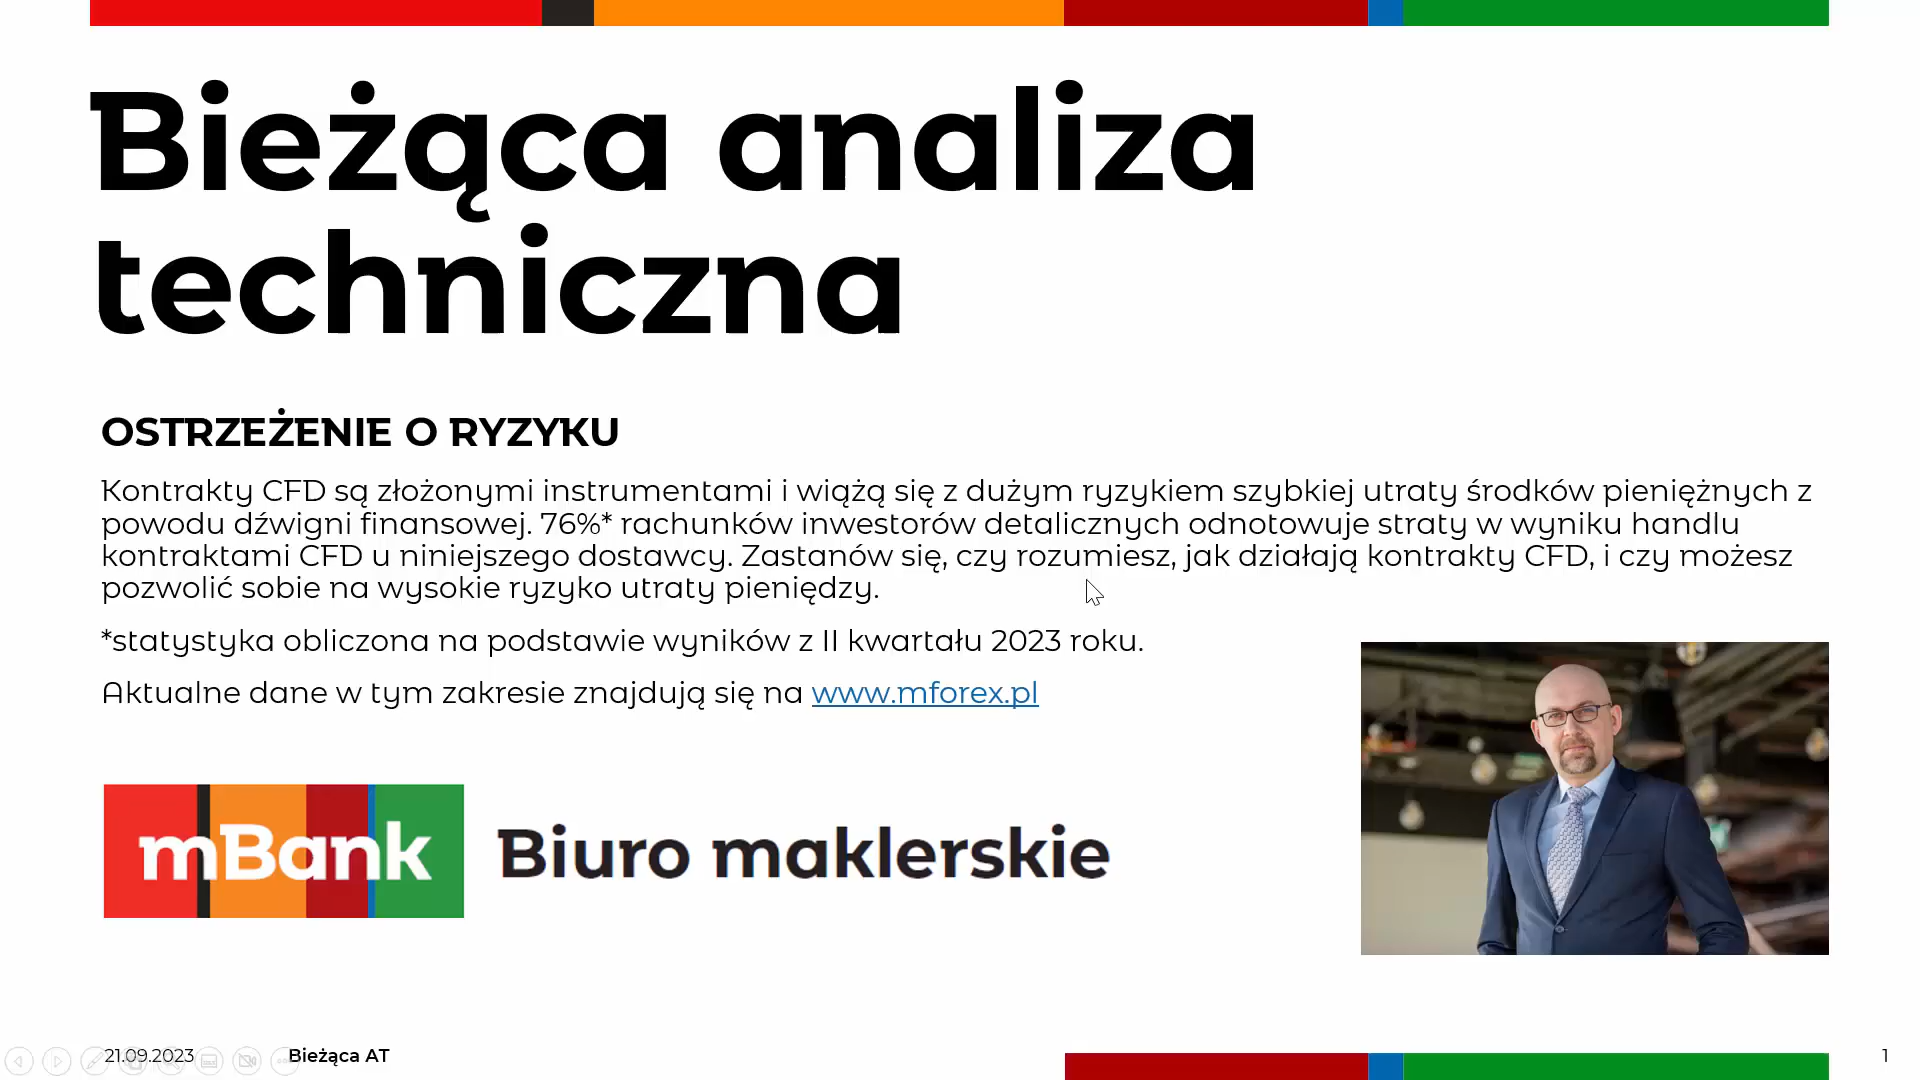 Bieżąca analiza
techniczna
OSTRZEŻENIE O RYZYKU
Kontrakty CFD są złożonymi instrumentami i wiążą się z dużym ryzykiem szybkiej utraty środków pieniężnych z
powodu dźwigni finansowej. 76%* rachunków inwestorów detalicznych odnotowuje straty w wyniku handlu
kontraktami CFD u niniejszego dostawcy. Zastanów się, czy rozumiesz, jak działają kontrakty CFD, i czy możesz
pozwolić sobie na wysokie ryzyko utraty pieniędzy.
*statystyka obliczona na podstawie wyników z II kwartału 2023 roku.
Aktualne dane w tym zakresie znajdują się na www.mforex.pl
mBank Biuro maklerskie
21.09.2023 Bieżąca AT 1